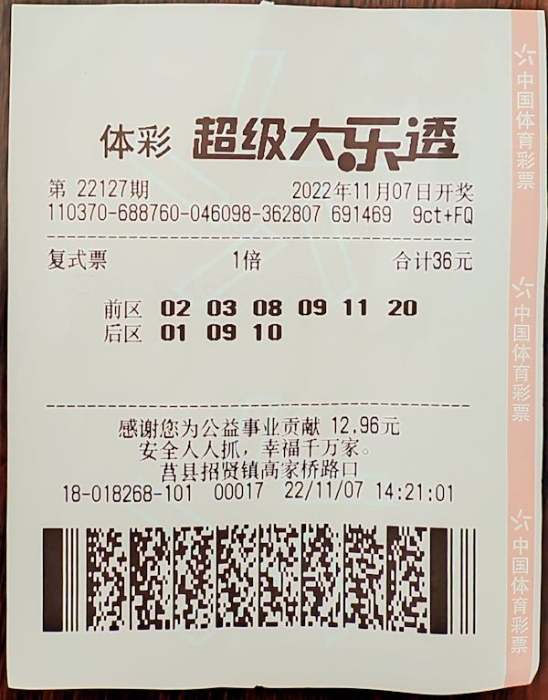 体彩 超级大乐透
第 22127期 2022年11月07日开奖
110370-688760-046098-362807 691469 9ct+FQ
复式票 1倍 合计36元
前区 02 03 08 09 11 20
后区 01 09 10
感谢您为公益事业贡献 12.96元
安全人人抓，幸福千万家。
莒县招贤镇高家桥路口
18-018268-101 00017 22/11/07 14:21:01
中国体育彩票
中国体育彩票
中国体育彩票